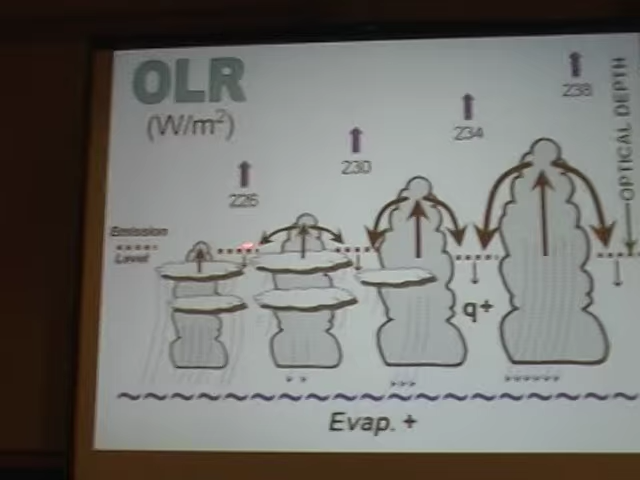 OLR
(W/m²)
238
234
230
226
OPTICAL DEPTH
Emission
Level
q+
Evap. +